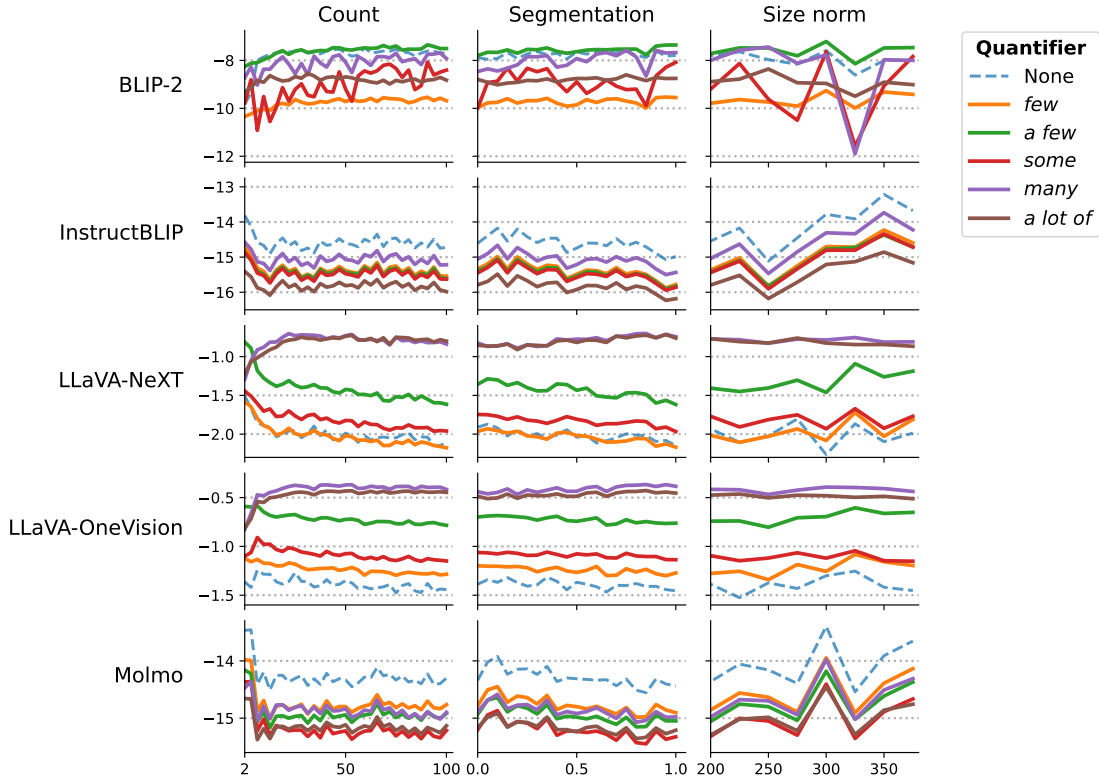 Count Segmentation Size norm
BLIP-2
−8
−10
−12
Quantifier
None
few
a few
some
many
a lot of
InstructBLIP
−13
−14
−15
−16
LLaVA-NeXT
−1.0
−1.5
−2.0
LLaVA-OneVision
−0.5
−1.0
−1.5
Molmo
−14
−15
2 50 100 0.0 0.5 1.0 200 250 300 350